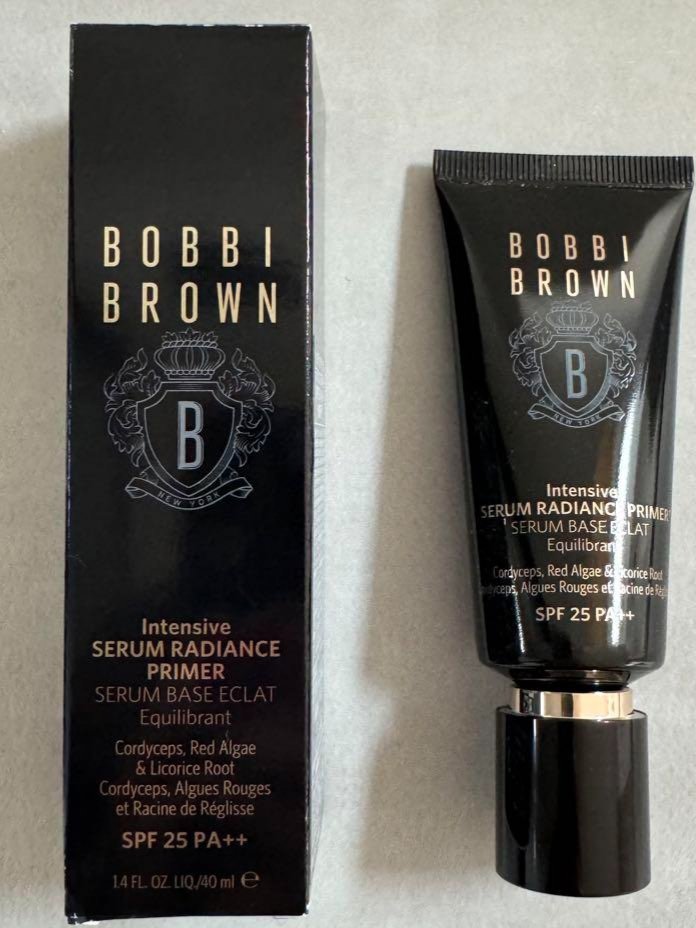 BOBBI
BROWN
B
NEW YORK
Intensive
SERUM RADIANCE
PRIMER
SERUM BASE ECLAT
Equilibrant
Cordyceps, Red Algae
& Licorice Root
Cordyceps, Algues Rouges
et Racine de Réglisse
SPF 25 PA++
1.4 FL. OZ. LIQ./40 ml ℮
BOBBI
BROWN
B
NEW YORK
Intensive
SERUM RADIANCE PRIMER
SERUM BASE ECLAT
Equilibrant
Cordyceps, Red Algae & Licorice Root
Cordyceps, Algues Rouges et Racine de Réglisse
SPF 25 PA++